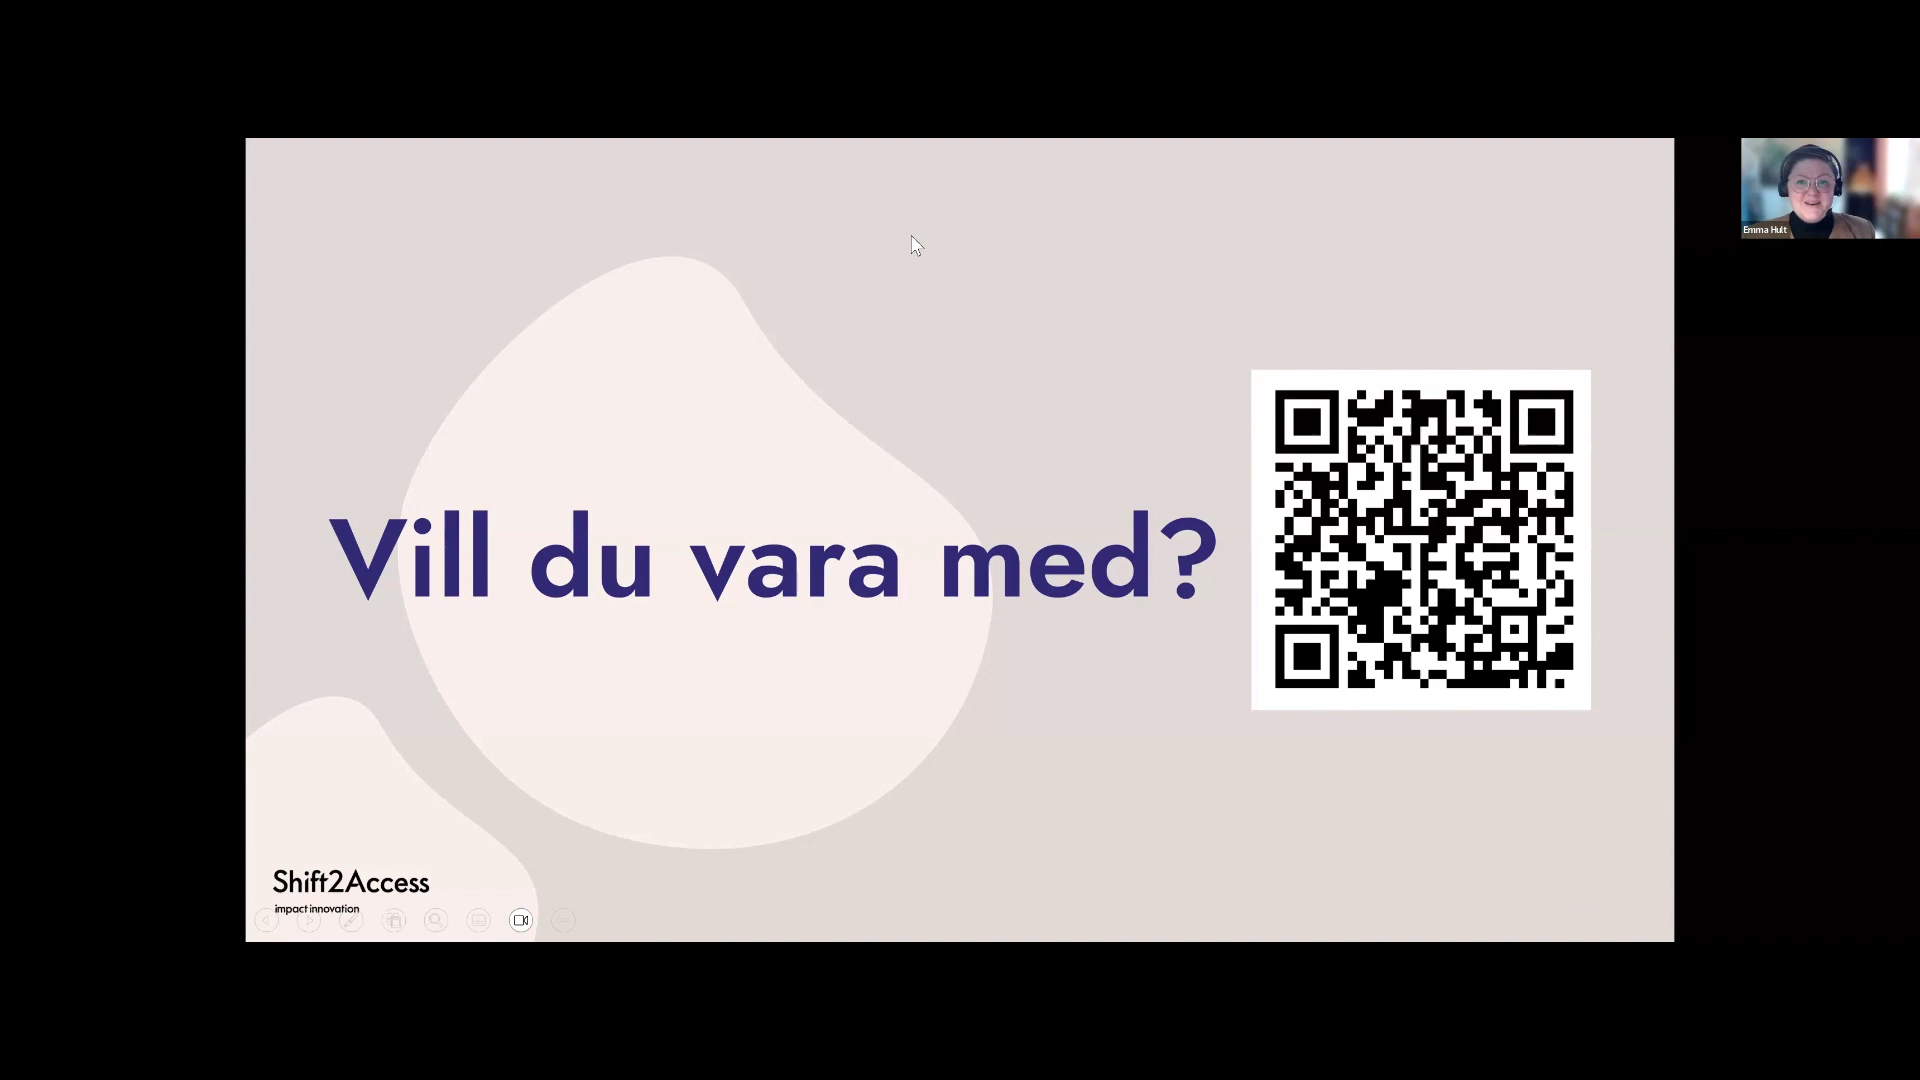 Vill du vara med?
Emma Hult
Shift2Access
impact innovation